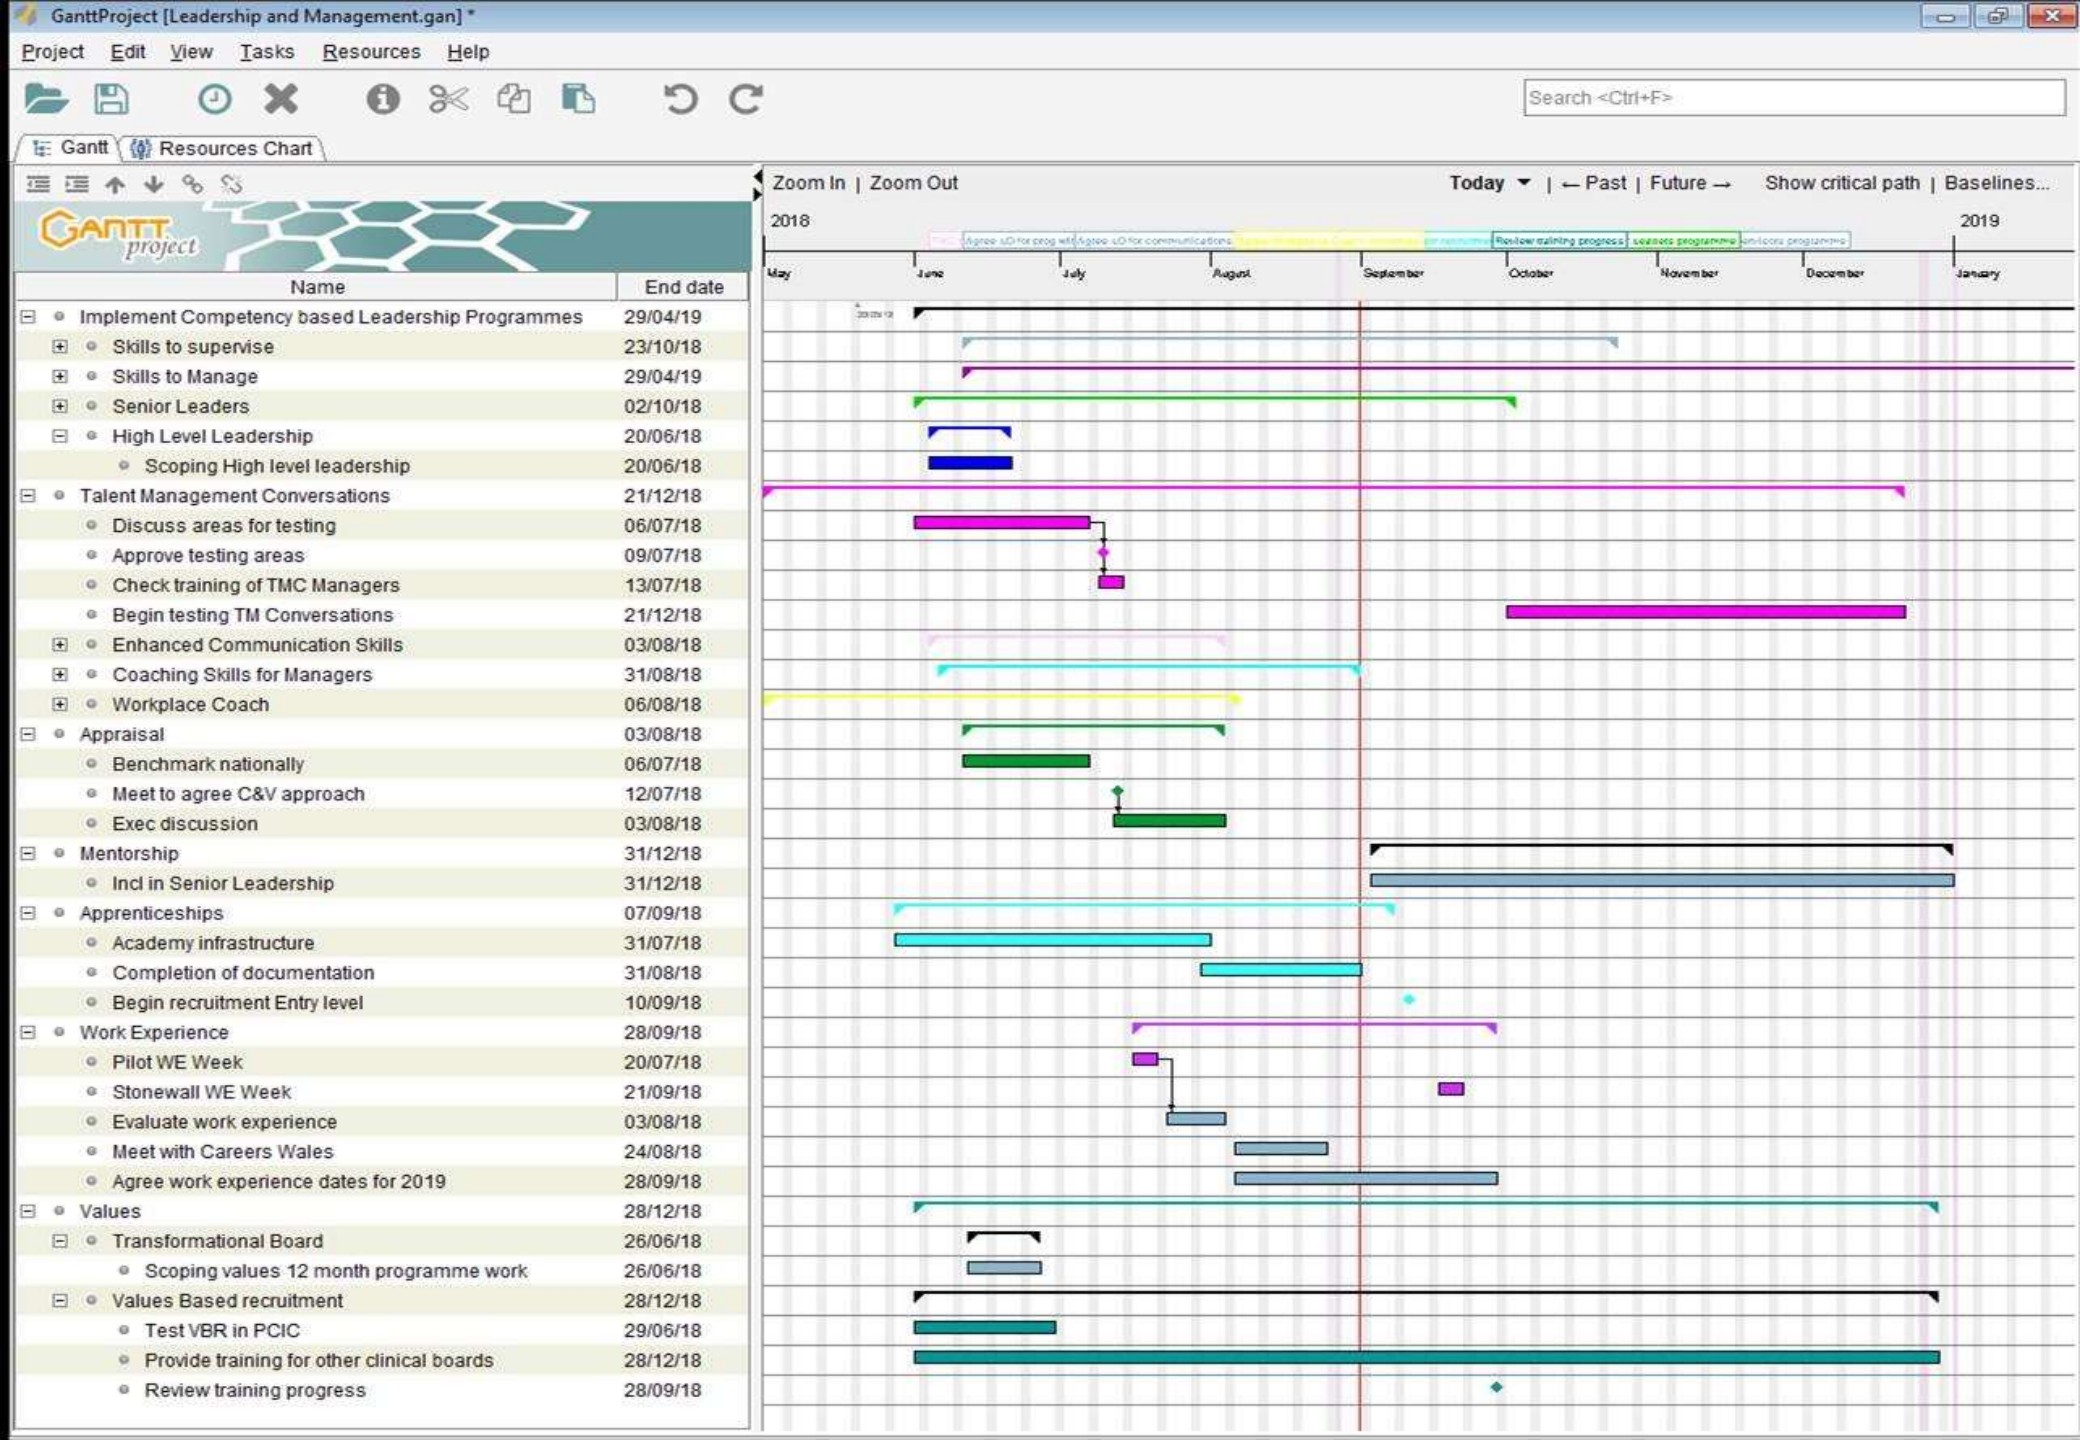 GanttProject [Leadership and Management.gan] *
Project Edit View Tasks Resources Help
Search <Ctrl+F>
Gantt Resources Chart
Zoom In | Zoom Out Today | ←Past | Future→ Show critical path | Baselines...
GANTT project
2018 2019
Agree LO for communications Review training progress Leaders programme
Name End date
May June July August September October November December January
Implement Competency based Leadership Programmes 29/04/19
Skills to supervise 23/10/18
Skills to Manage 29/04/19
Senior Leaders 02/10/18
High Level Leadership 20/06/18
Scoping High level leadership 20/06/18
Talent Management Conversations 21/12/18
Discuss areas for testing 06/07/18
Approve testing areas 09/07/18
Check training of TMC Managers 13/07/18
Begin testing TM Conversations 21/12/18
Enhanced Communication Skills 03/08/18
Coaching Skills for Managers 31/08/18
Workplace Coach 06/08/18
Appraisal 03/08/18
Benchmark nationally 06/07/18
Meet to agree C&V approach 12/07/18
Exec discussion 03/08/18
Mentorship 31/12/18
Incl in Senior Leadership 31/12/18
Apprenticeships 07/09/18
Academy infrastructure 31/07/18
Completion of documentation 31/08/18
Begin recruitment Entry level 10/09/18
Work Experience 28/09/18
Pilot WE Week 20/07/18
Stonewall WE Week 21/09/18
Evaluate work experience 03/08/18
Meet with Careers Wales 24/08/18
Agree work experience dates for 2019 28/09/18
Values 28/12/18
Transformational Board 26/06/18
Scoping values 12 month programme work 26/06/18
Values Based recruitment 28/12/18
Test VBR in PCIC 29/06/18
Provide training for other clinical boards 28/12/18
Review training progress 28/09/18